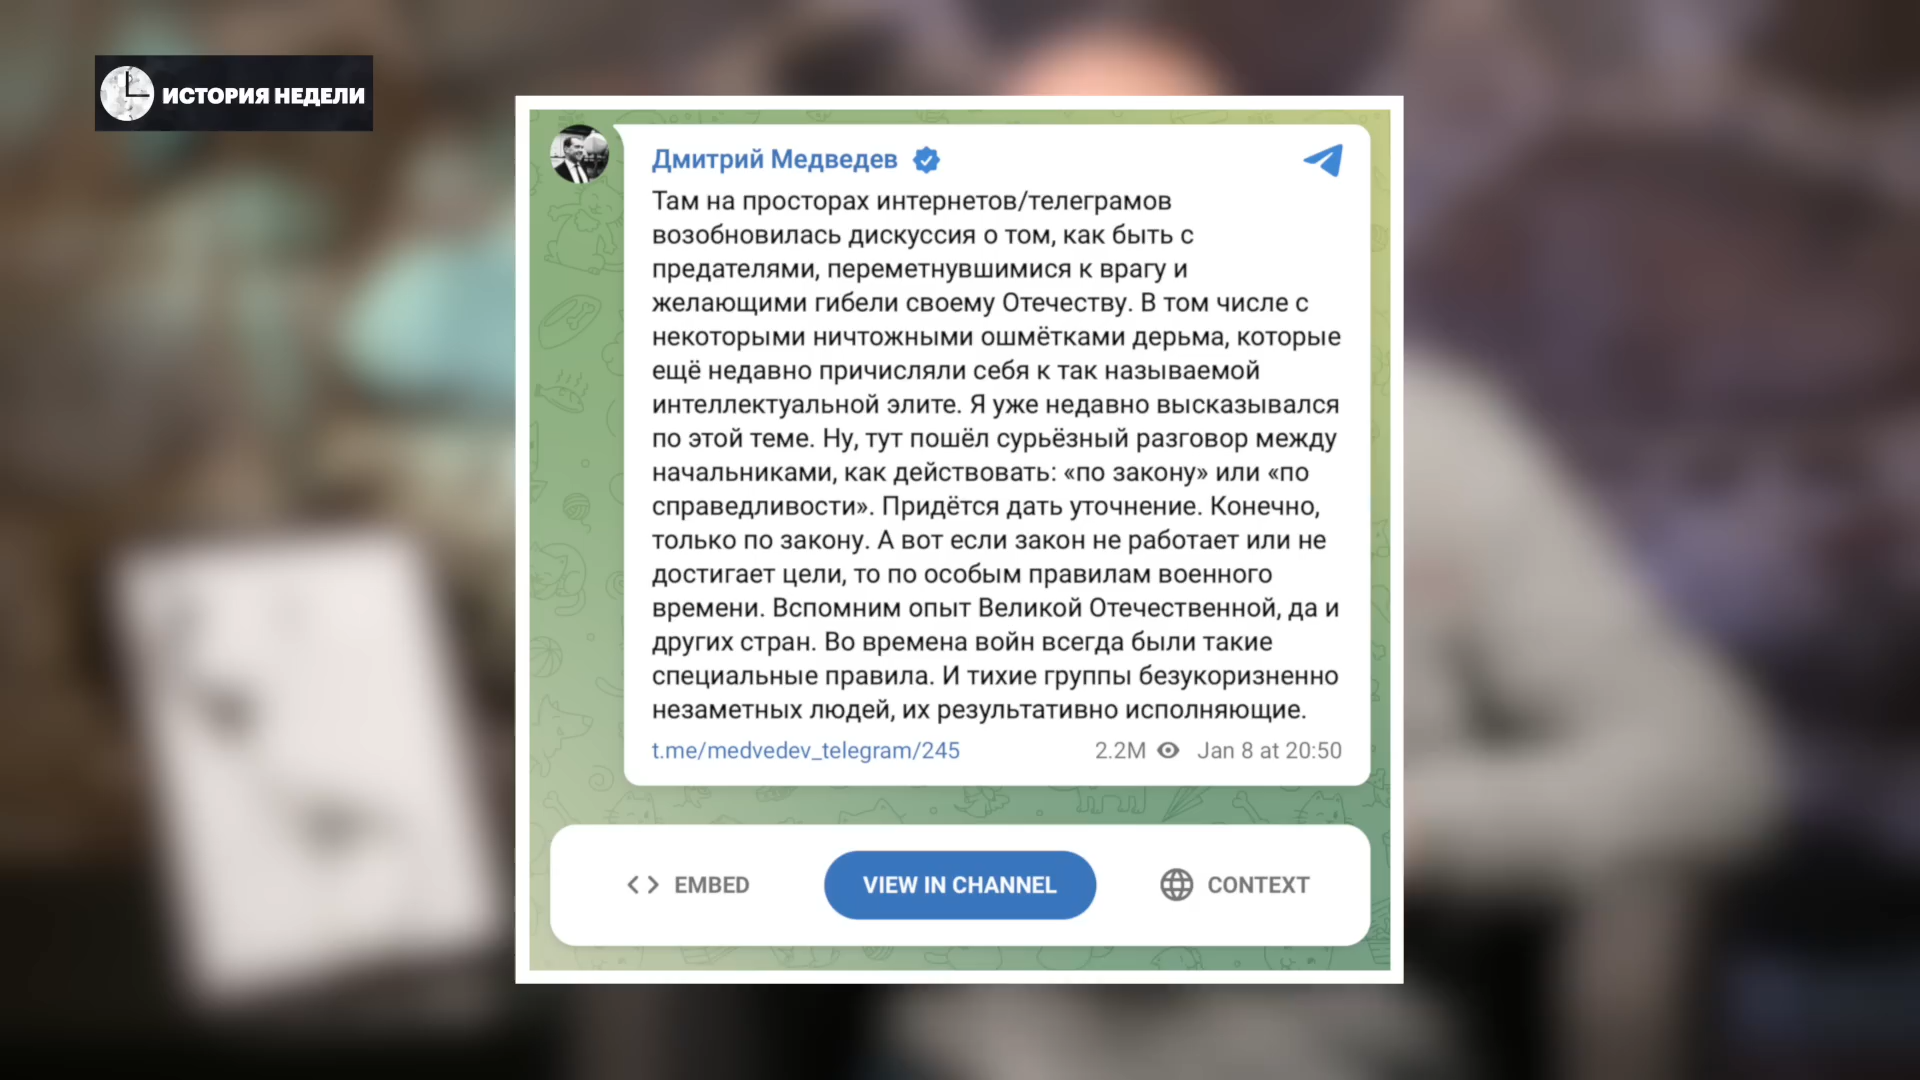 ИСТОРИЯ НЕДЕЛИ
Дмитрий Медведев
Там на просторах интернетов/телеграмов
возобновилась дискуссия о том, как быть с
предателями, переметнувшимися к врагу и
желающими гибели своему Отечеству. В том числе с
некоторыми ничтожными ошмётками дерьма, которые
ещё недавно причисляли себя к так называемой
интеллектуальной элите. Я уже недавно высказывался
по этой теме. Ну, тут пошёл сурьёзный разговор между
начальниками, как действовать: «по закону» или «по
справедливости». Придётся дать уточнение. Конечно,
только по закону. А вот если закон не работает или не
достигает цели, то по особым правилам военного
времени. Вспомним опыт Великой Отечественной, да и
других стран. Во времена войн всегда были такие
специальные правила. И тихие группы безукоризненно
незаметных людей, их результативно исполняющие.
t.me/medvedev_telegram/245 2.2M Jan 8 at 20:50
EMBED VIEW IN CHANNEL CONTEXT